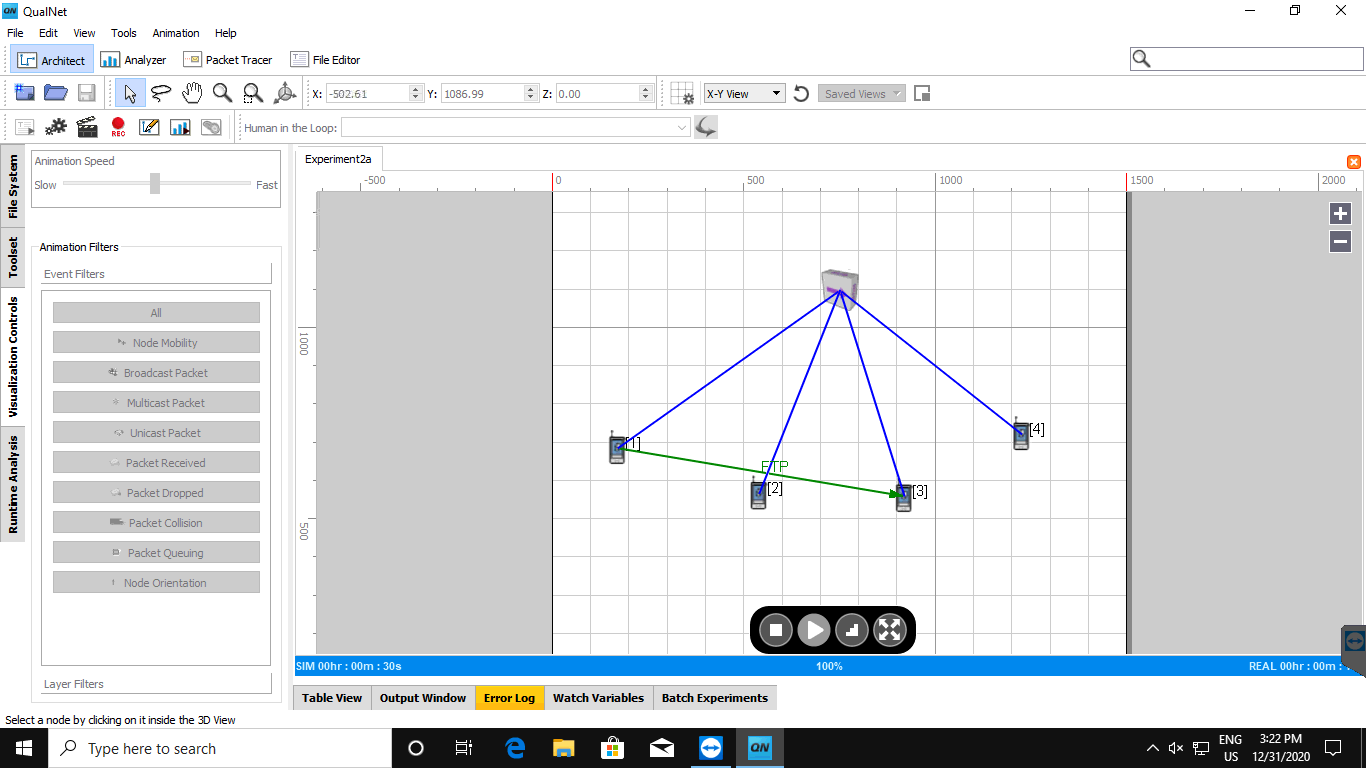 QN QualNet
File Edit View Tools Animation Help
Architect Analyzer Packet Tracer File Editor
X: -502.61 Y: 1086.99 Z: 0.00 X-Y View Saved Views
REC Human in the Loop:
File System
Toolset
Visualization Controls
Runtime Analysis
Animation Speed
Slow Fast
Animation Filters
Event Filters
All
Node Mobility
Broadcast Packet
Multicast Packet
Unicast Packet
Packet Received
Packet Dropped
Packet Collision
Packet Queuing
Node Orientation
Layer Filters
Experiment2a
-500 0 500 1000 1500 2000
1000
500
[1]
[4]
FTP
[2]
[3]
SIM 00hr : 00m : 30s 100% REAL 00hr : 00m :
Table View Output Window Error Log Watch Variables Batch Experiments
Select a node by clicking on it inside the 3D View
Type here to search
QN
ENG 3:22 PM
US 12/31/2020